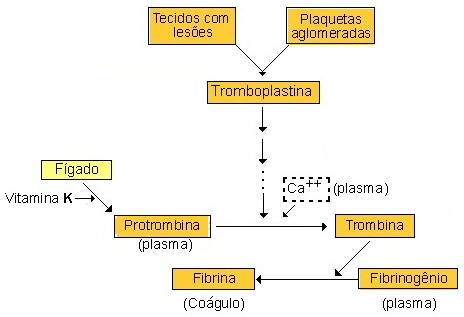 Tecidos com
lesões
Plaquetas
aglomeradas
Tromboplastina
Fígado
Ca++ (plasma)
Vitamina K
Protrombina
(plasma)
Trombina
Fibrina
(Coágulo)
Fibrinogênio
(plasma)